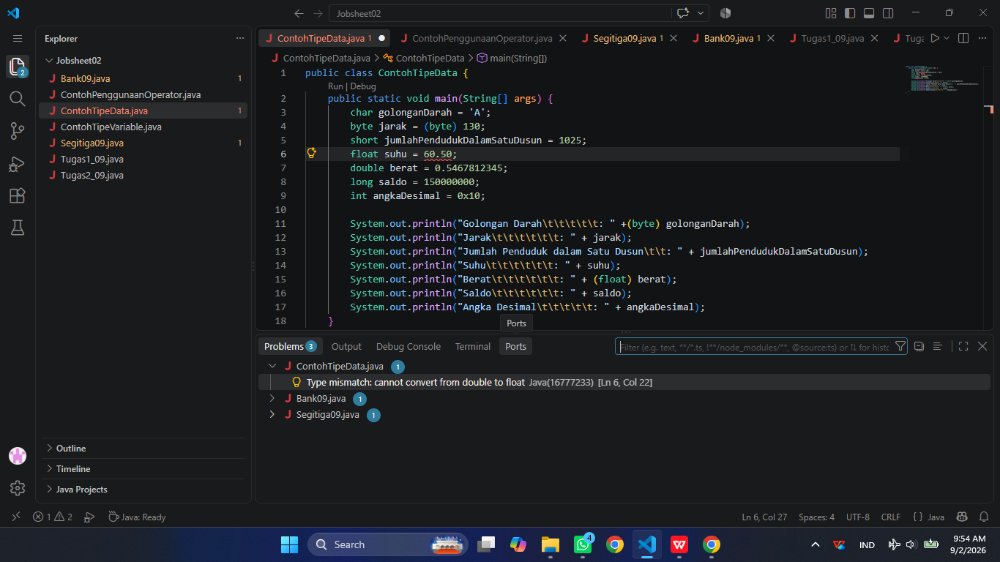 Jobsheet02
Explorer
Jobsheet02
Bank09.java 1
ContohPenggunaanOperator.java
ContohTipeData.java 1
ContohTipeVariable.java
Segitiga09.java 1
Tugas1_09.java
Tugas2_09.java
Outline
Timeline
Java Projects
2
ContohTipeData.java 1
ContohPenggunaanOperator.java
Segitiga09.java 1
Bank09.java 1
Tugas1_09.java
Tuga
ContohTipeData.java > ContohTipeData > main(String[])
1 public class ContohTipeData {
Run | Debug
2 public static void main(String[] args) {
3 char golonganDarah = 'A';
4 byte jarak = (byte) 130;
5 short jumlahPendudukDalamSatuDusun = 1025;
6 float suhu = 60.50;
7 double berat = 0.5467812345;
8 long saldo = 150000000;
9 int angkaDesimal = 0x10;
10
11 System.out.println("Golongan Darah\t\t\t\t\t: " +(byte) golonganDarah);
12 System.out.println("Jarak\t\t\t\t\t\t: " + jarak);
13 System.out.println("Jumlah Penduduk dalam Satu Dusun\t\t: " + jumlahPendudukDalamSatuDusun);
14 System.out.println("Suhu\t\t\t\t\t\t: " + suhu);
15 System.out.println("Berat\t\t\t\t\t\t: " + (float) berat);
16 System.out.println("Saldo\t\t\t\t\t\t: " + saldo);
17 System.out.println("Angka Desimal\t\t\t\t\t: " + angkaDesimal);
18 }
Ports
Problems 3 Output Debug Console Terminal Ports
Filter (e.g. text, **/*.ts, !**/node_modules/**, @source:ts) or ⇅ for histo
ContohTipeData.java 1
Type mismatch: cannot convert from double to float Java(16777233) [Ln 6, Col 22]
Bank09.java 1
Segitiga09.java 1
1 2 Java: Ready
Ln 6, Col 27 Spaces: 4 UTF-8 CRLF { } Java
Search
4
IND
9:54 AM
9/2/2026